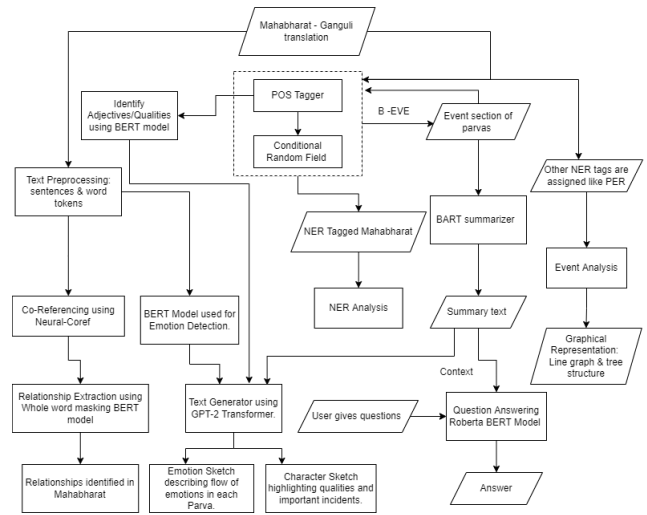 Mahabharat - Ganguli
translation
Identify
Adjectives/Qualities
using BERT model
POS Tagger
B -EVE
Event section of
parvas
Conditional
Random Field
Text Preprocessing:
sentences & word
tokens
Other NER tags are
assigned like PER
NER Tagged Mahabharat
BART summarizer
Event Analysis
NER Analysis
Co-Referencing using
Neural-Coref
BERT Model used for
Emotion Detection.
Summary text
Graphical
Representation:
Line graph & tree
structure
Context
Relationship Extraction using
Whole word masking BERT
model
Text Generator using
GPT-2 Transformer.
User gives questions
Question Answering
Roberta BERT Model
Relationships identified in
Mahabharat
Emotion Sketch
describing flow of
emotions in each
Parva.
Character Sketch
highlighting qualities and
important incidents.
Answer